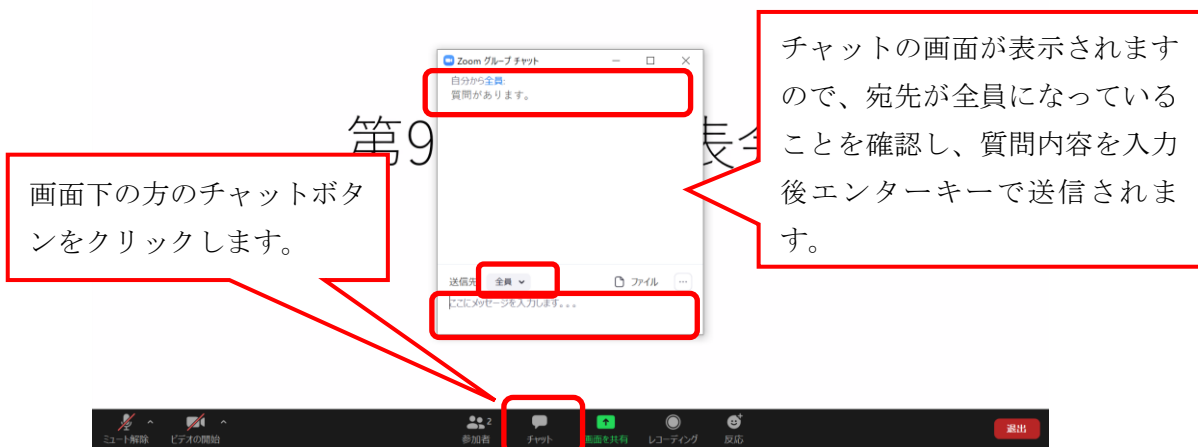 Zoom グループ チャット
自分から全員:
質問があります。
第9
表
チャットの画面が表示されます
ので、宛先が全員になっている
ことを確認し、質問内容を入力
後エンターキーで送信されま
す。
画面下の方のチャットボタ
ンをクリックします。
送信先 全員 ファイル ...
ここにメッセージを入力します。。。
ミュート解除 ビデオの開始 参加者 2 チャット 画面を共有 レコーディング 反応 退出